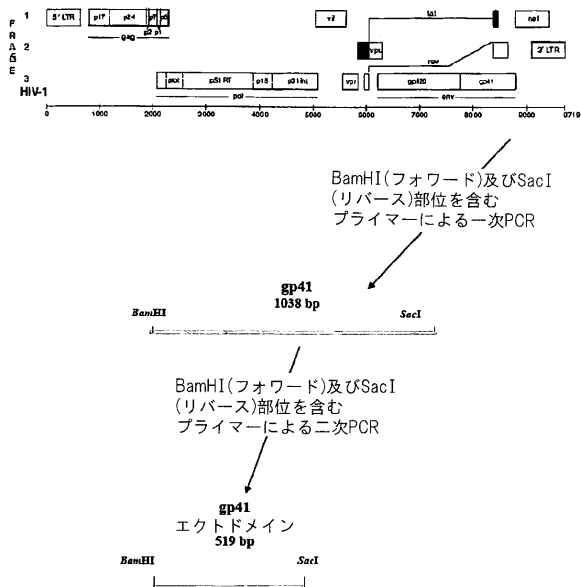 FRAME
1
5' LTR
p17
p24
p7
p6
p2
p1
gag
vif
tat
nef
2
vpu
rev
3' LTR
3
prot
p51 RT
p15
p31 int
pol
vpr
gp120
gp41
env
HIV-1
0
1000
2000
3000
4000
5000
6000
7000
8000
9000
9719
BamHI(フォワード)及びSacI
(リバース)部位を含む
プライマーによる一次PCR
gp41
1038 bp
BamHI
SacI
BamHI(フォワード)及びSacI
(リバース)部位を含む
プライマーによる二次PCR
gp41
エクトドメイン
519 bp
BamHI
SacI